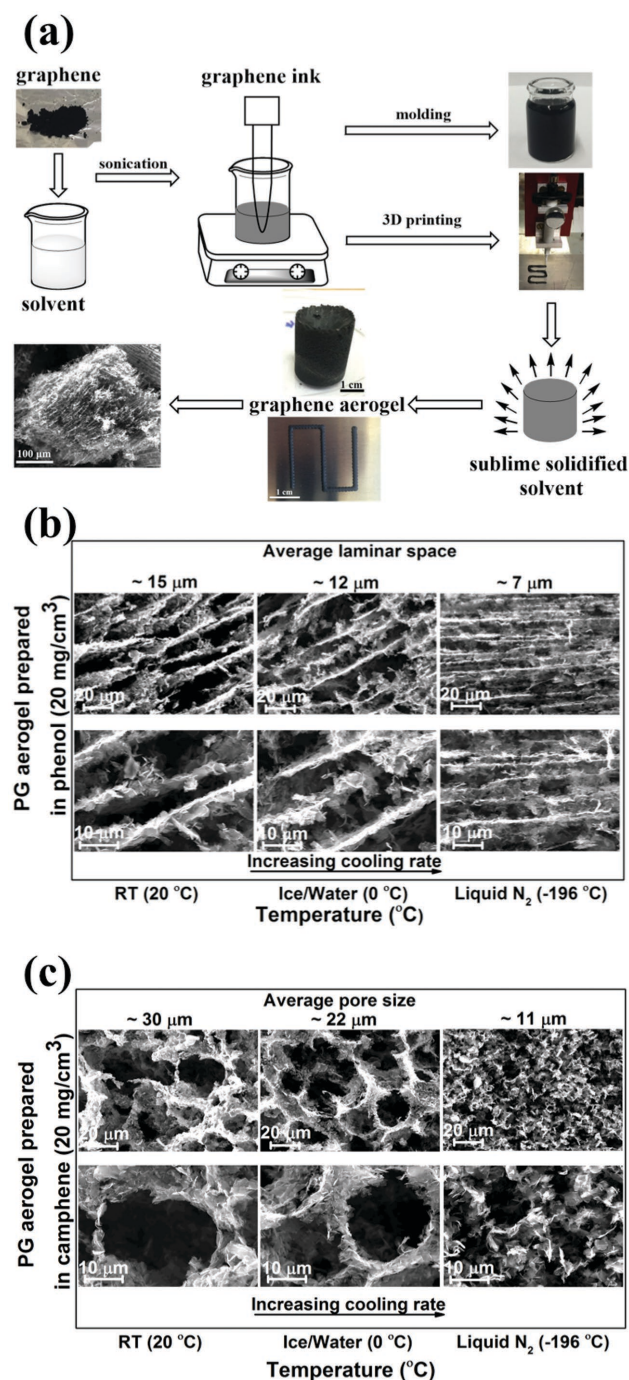 (a)
graphene
graphene ink
molding
sonication
3D printing
solvent
1 cm
graphene aerogel
100 μm
1 cm
sublime solidified
solvent
(b)
Average laminar space
~ 15 μm
~ 12 μm
~ 7 μm
PG aerogel prepared
in phenol (20 mg/cm³)
20 μm
20 μm
20 μm
10 μm
10 μm
10 μm
Increasing cooling rate
RT (20 °C)
Ice/Water (0 °C)
Liquid N₂ (-196 °C)
Temperature (°C)
(c)
Average pore size
~ 30 μm
~ 22 μm
~ 11 μm
PG aerogel prepared
in camphene (20 mg/cm³)
20 μm
20 μm
20 μm
10 μm
10 μm
10 μm
Increasing cooling rate
RT (20 °C)
Ice/Water (0 °C)
Liquid N₂ (-196 °C)
Temperature (°C)